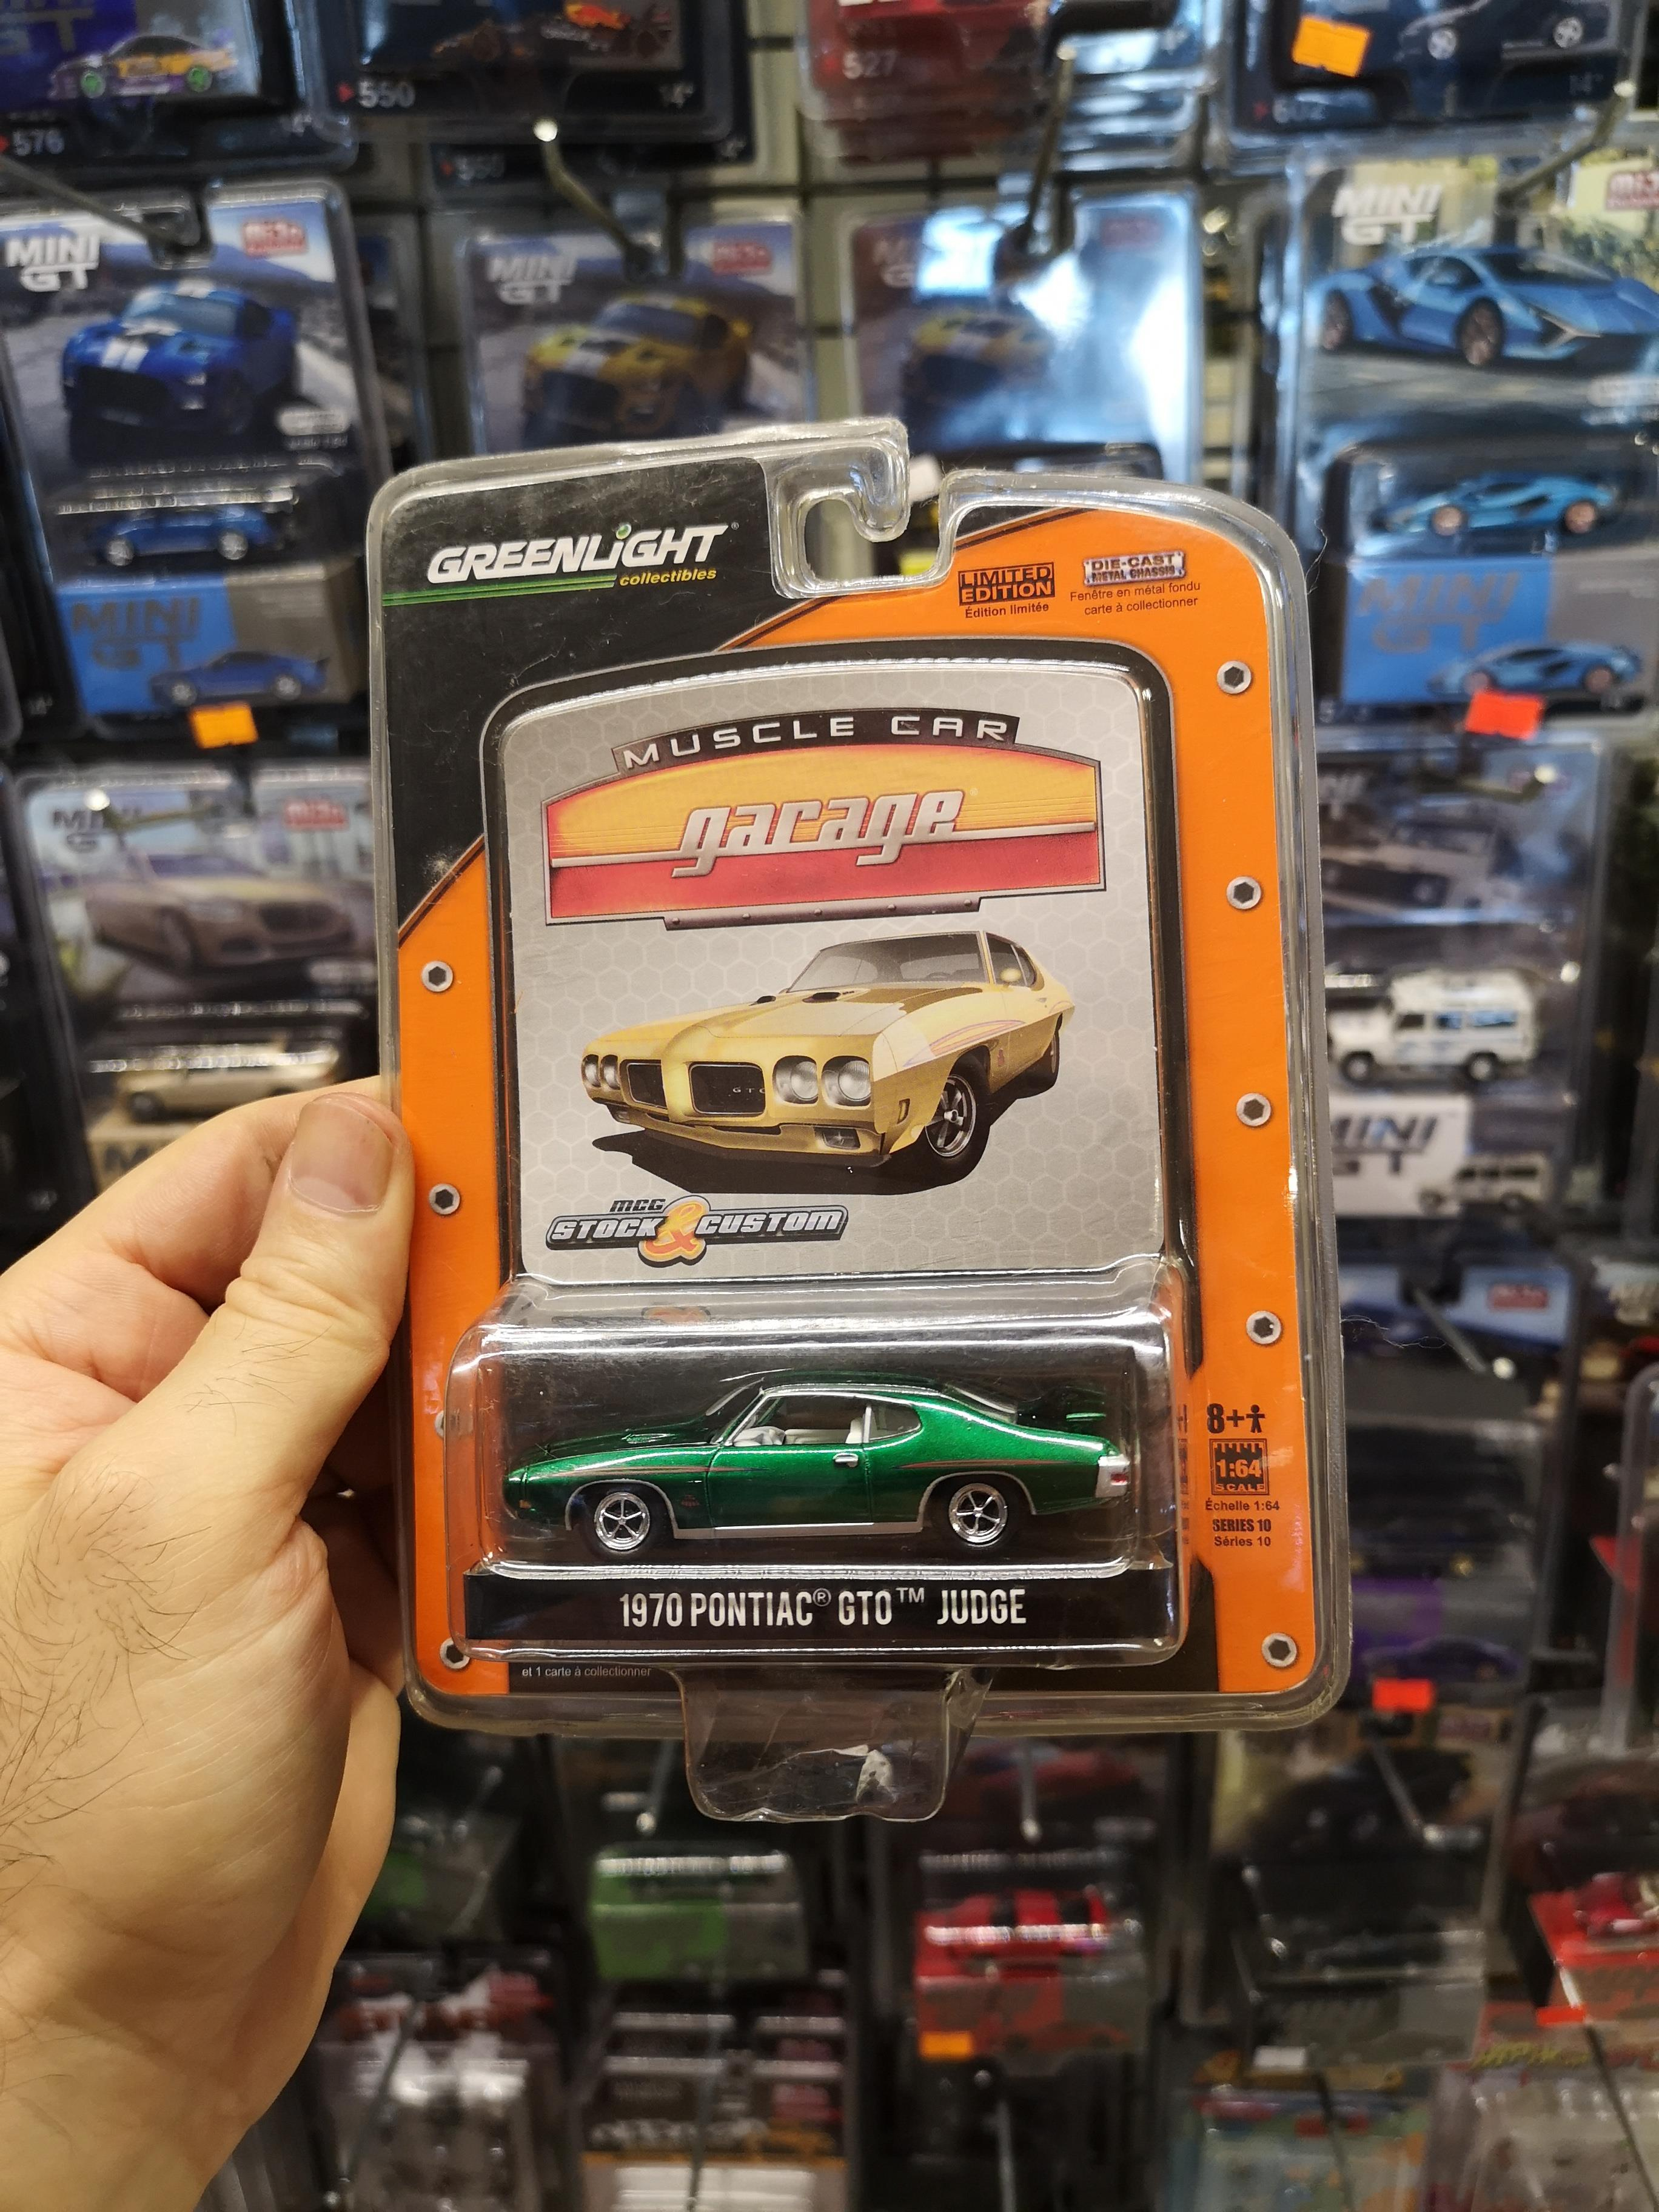 576
550
14+
527
MINI GT
MINI GT
MINI GT
GREENLiGHT®
collectibles
LIMITED EDITION
Édition limitée
DIE-CAST
METAL CHASSIS
Fenêtre en métal fondu
carte à collectionner
MUSCLE CAR
garage
GTO
MCG
STOCK & CUSTOM
8+
1:64
SCALE
Échelle 1:64
SERIES 10
Séries 10
1970 PONTIAC® GTO™ JUDGE
et 1 carte à collectionner
MINI GT
MINI GT